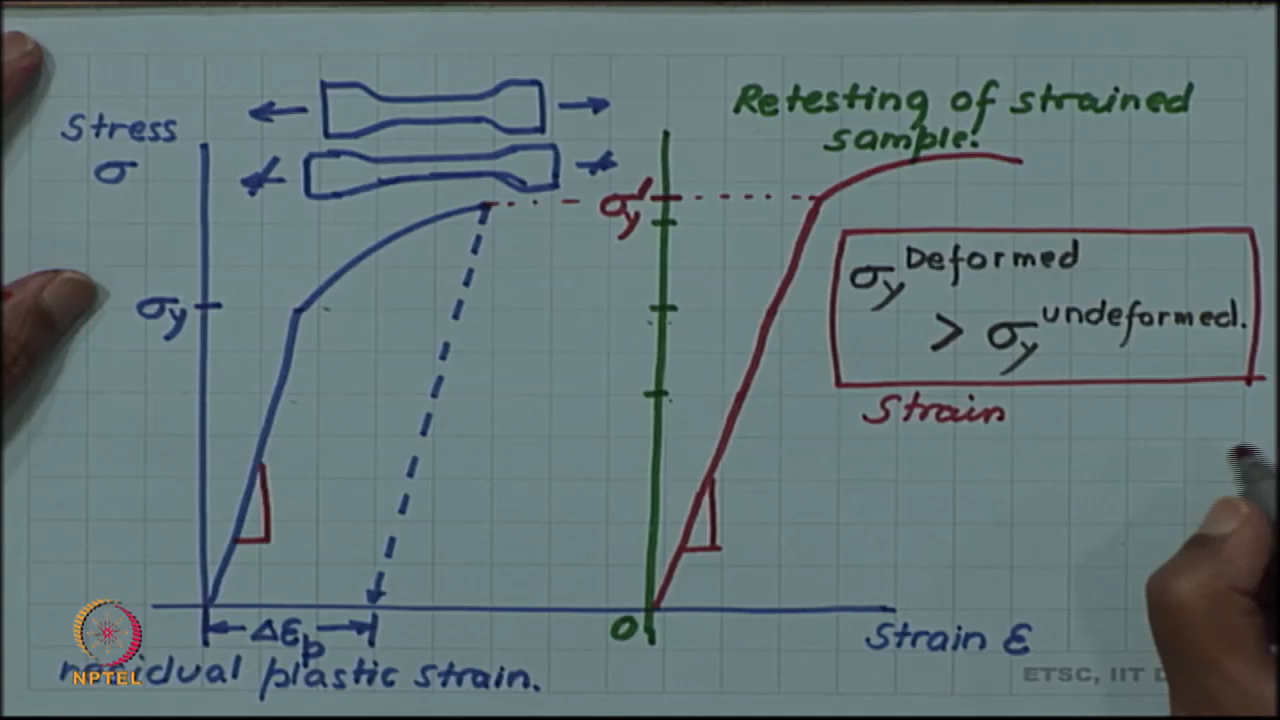 Stress
σ
σy
Δεp
residual plastic strain.
Retesting of strained
sample.
σy′
σy Deformed
> σy undeformed.
Strain
O
Strain ε
NPTEL
ETSC, IIT D